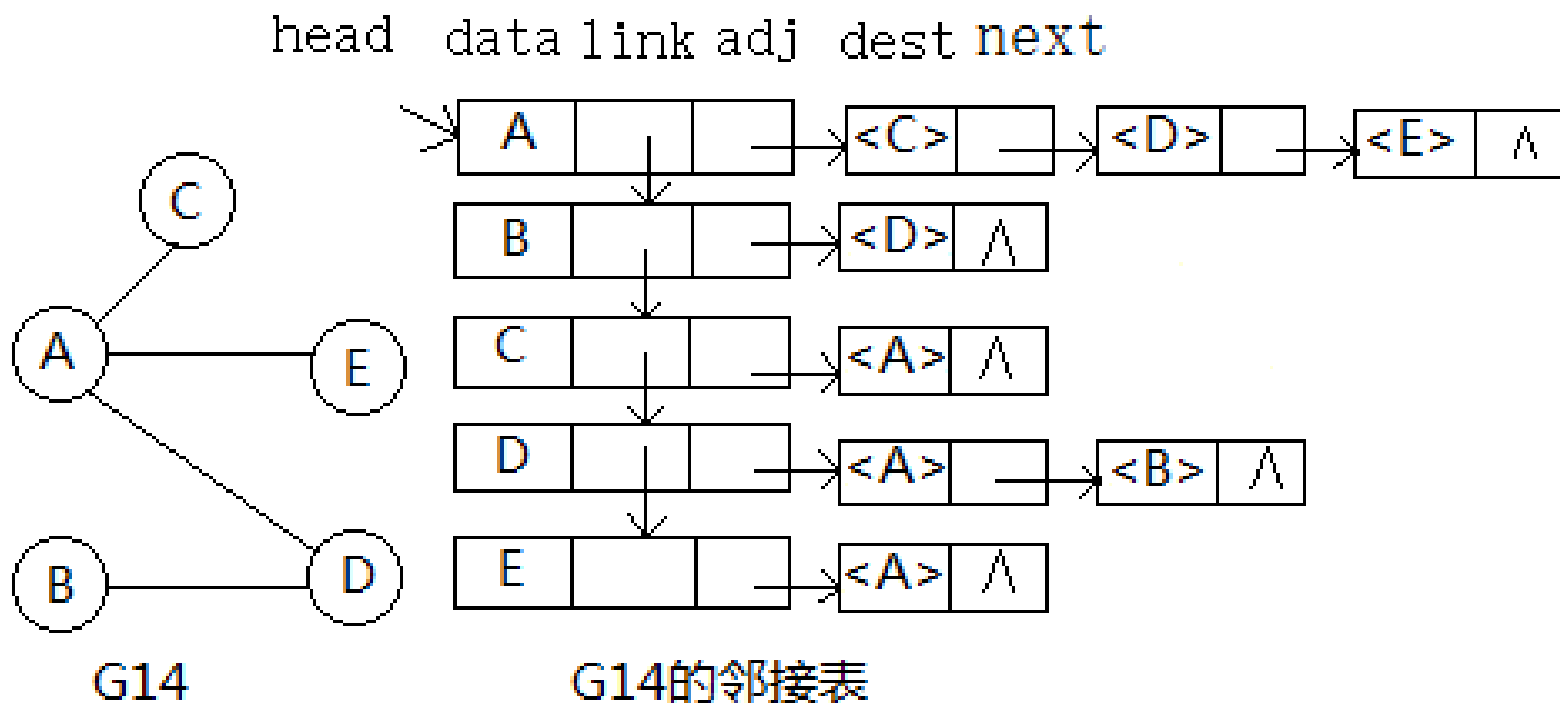 head data link adj dest next
A <C> <D> <E> ∧
C
B <D> ∧
A
E
C <A> ∧
D <A> <B> ∧
B
D
E <A> ∧
G14
G14的邻接表